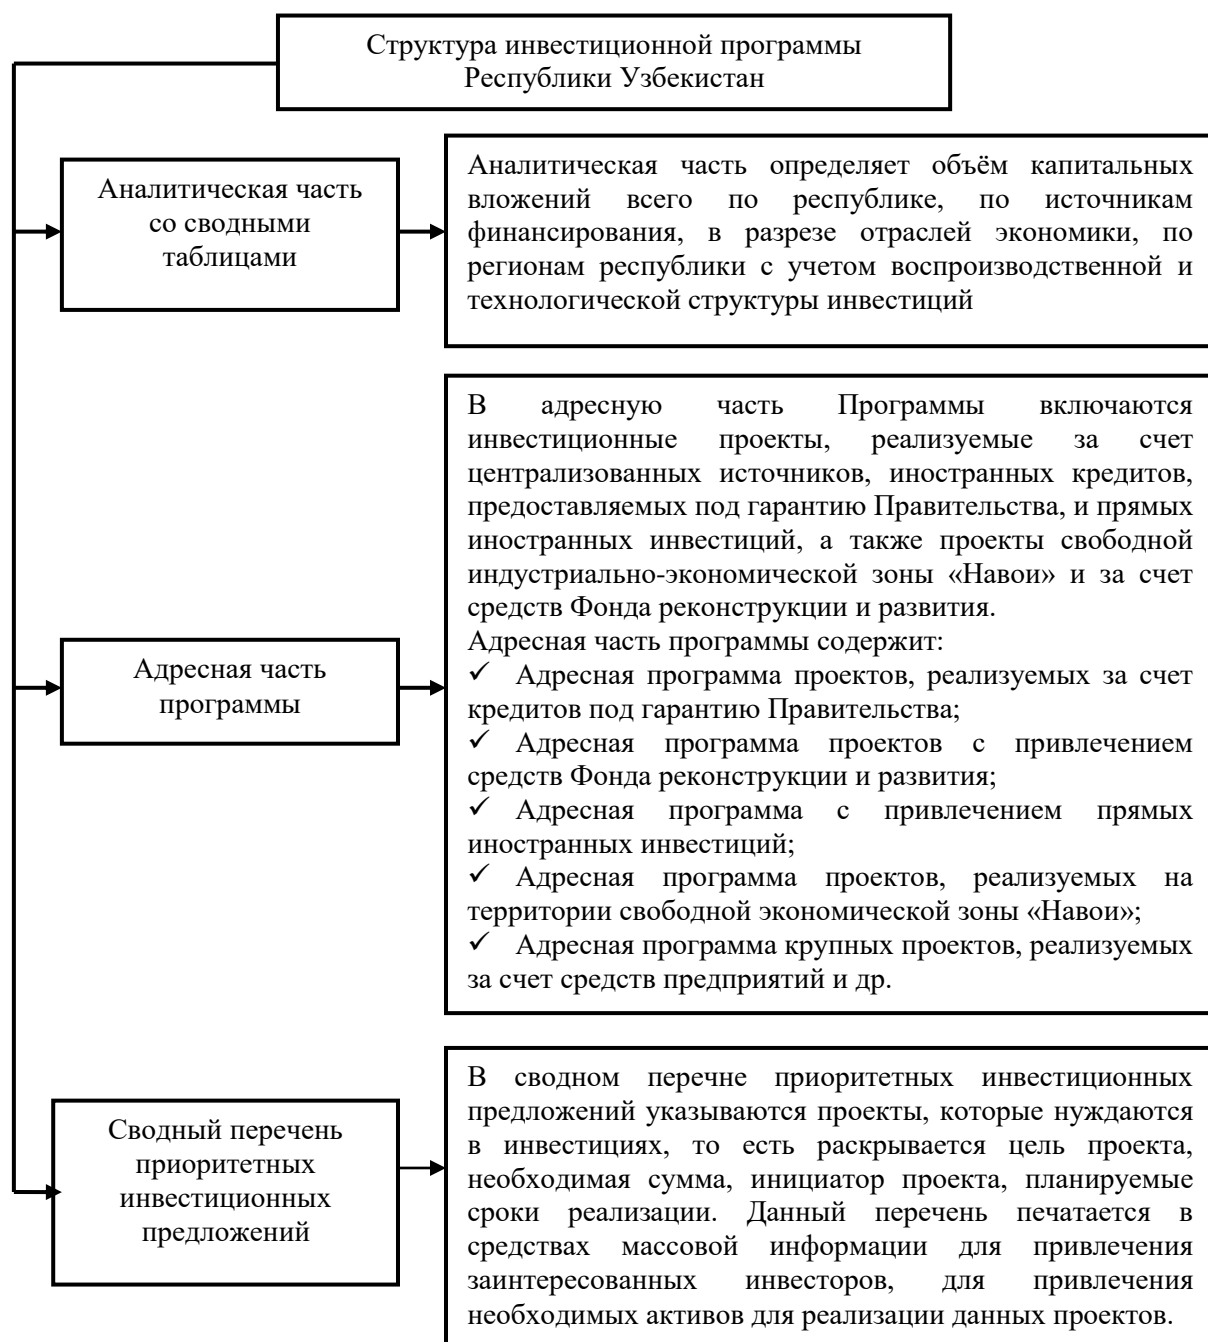 Структура инвестиционной программы
Республики Узбекистан
Аналитическая часть
со сводными
таблицами
Аналитическая часть определяет объём капитальных
вложений всего по республике, по источникам
финансирования, в разрезе отраслей экономики, по
регионам республики с учетом воспроизводственной и
технологической структуры инвестиций
Адресная часть
программы
В адресную часть Программы включаются
инвестиционные проекты, реализуемые за счет
централизованных источников, иностранных кредитов,
предоставляемых под гарантию Правительства, и прямых
иностранных инвестиций, а также проекты свободной
индустриально-экономической зоны «Навои» и за счет
средств Фонда реконструкции и развития.
Адресная часть программы содержит:
✓ Адресная программа проектов, реализуемых за счет
кредитов под гарантию Правительства;
✓ Адресная программа проектов с привлечением
средств Фонда реконструкции и развития;
✓ Адресная программа с привлечением прямых
иностранных инвестиций;
✓ Адресная программа проектов, реализуемых на
территории свободной экономической зоны «Навои»;
✓ Адресная программа крупных проектов, реализуемых
за счет средств предприятий и др.
Сводный перечень
приоритетных
инвестиционных
предложений
В сводном перечне приоритетных инвестиционных
предложений указываются проекты, которые нуждаются
в инвестициях, то есть раскрывается цель проекта,
необходимая сумма, инициатор проекта, планируемые
сроки реализации. Данный перечень печатается в
средствах массовой информации для привлечения
заинтересованных инвесторов, для привлечения
необходимых активов для реализации данных проектов.